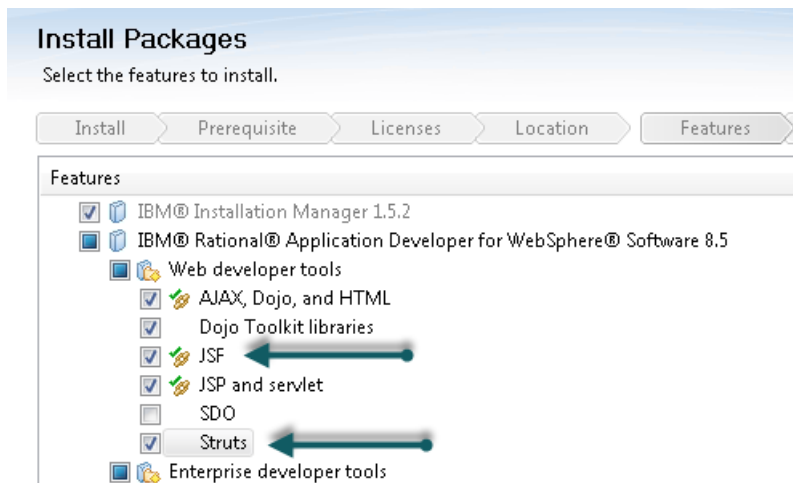 Install Packages
Select the features to install.
Install Prerequisite Licenses Location Features
Features
IBM® Installation Manager 1.5.2
IBM® Rational® Application Developer for WebSphere® Software 8.5
Web developer tools
AJAX, Dojo, and HTML
Dojo Toolkit libraries
JSF
JSP and servlet
SDO
Struts
Enterprise developer tools